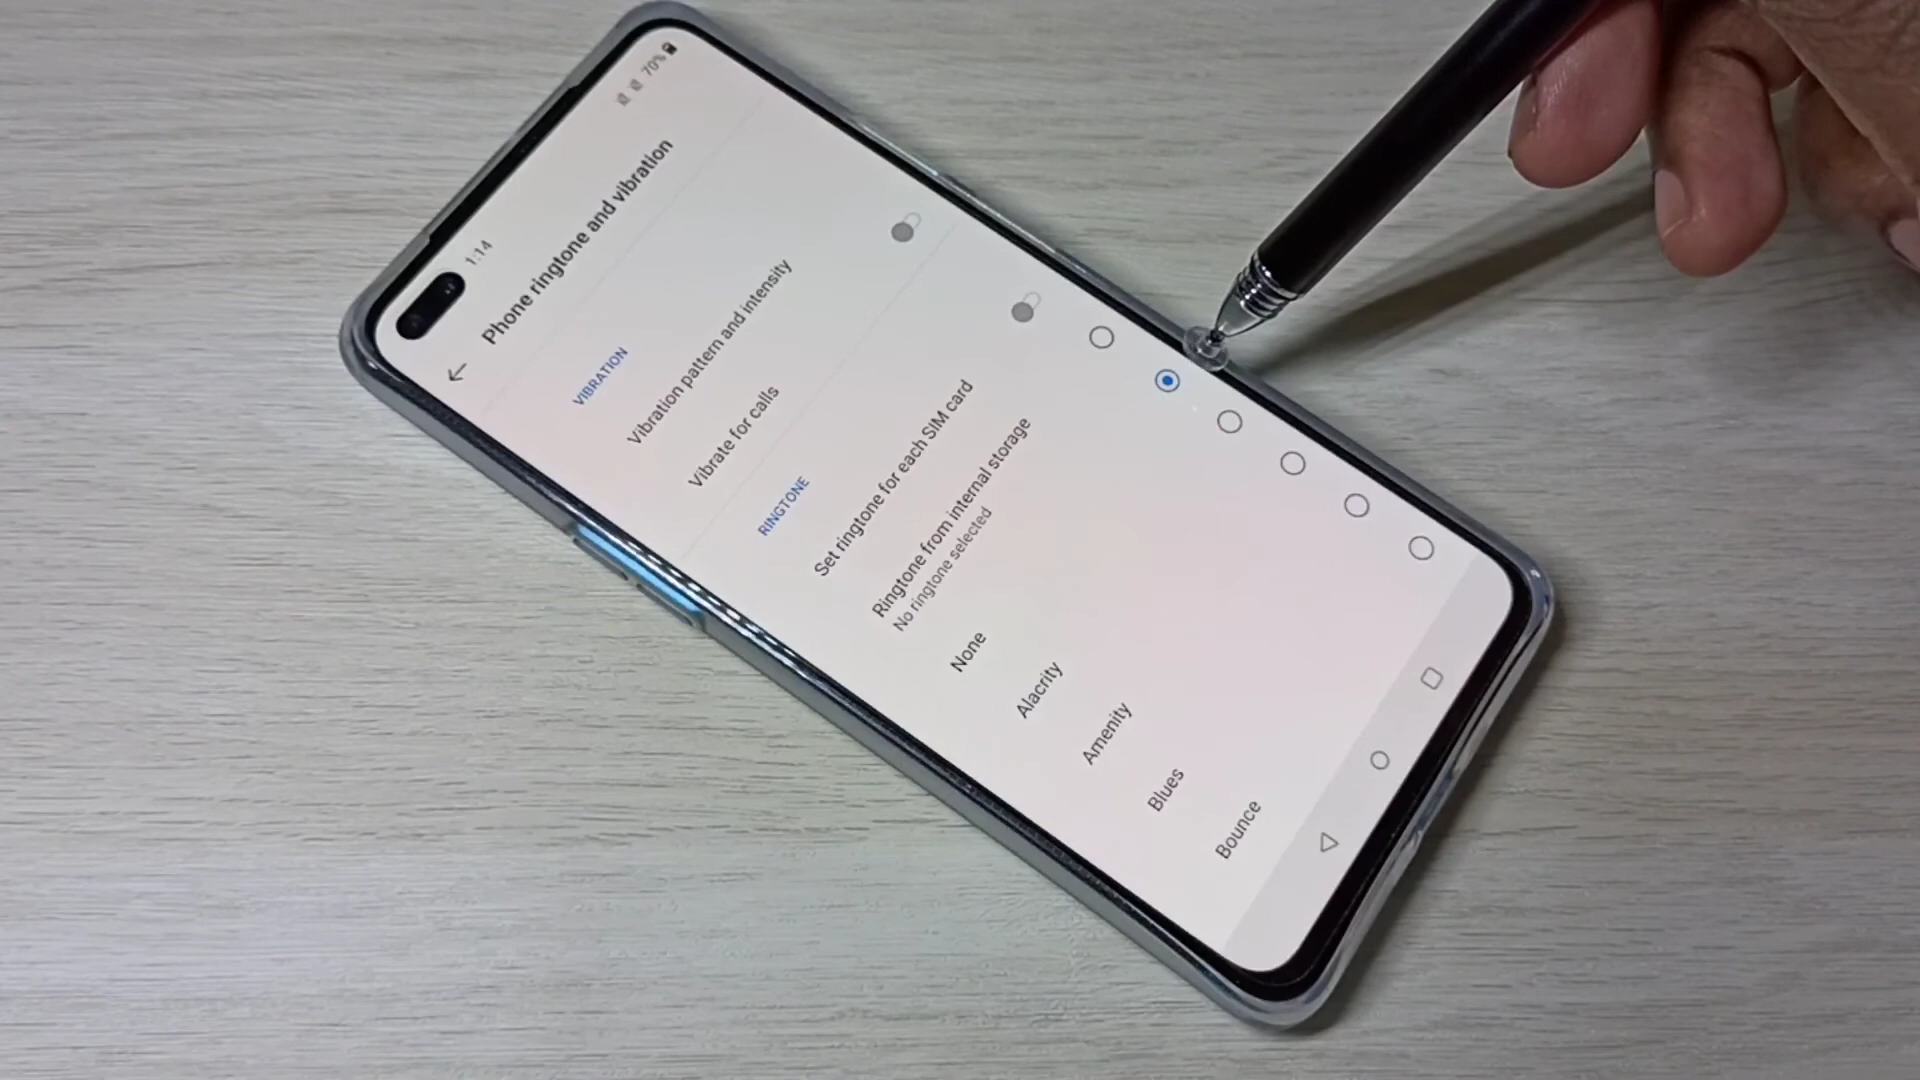 1:14
70%
Phone ringtone and vibration
VIBRATION
Vibration pattern and intensity
Vibrate for calls
RINGTONE
Set ringtone for each SIM card
Ringtone from internal storage
No ringtone selected
None
Alacrity
Amenity
Blues
Bounce